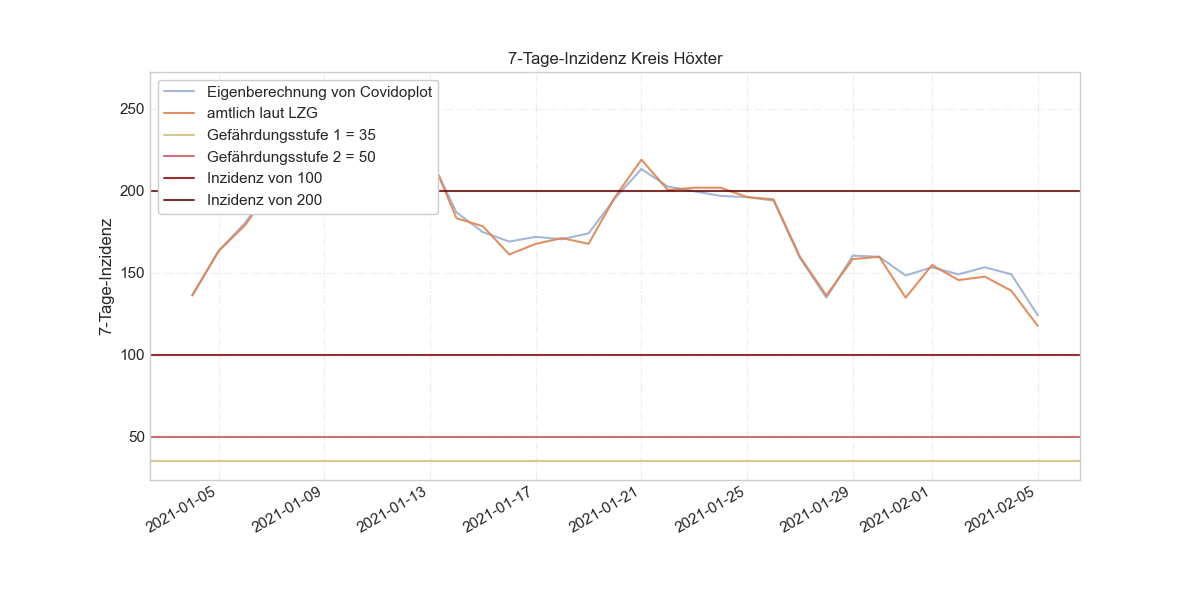 7-Tage-Inzidenz Kreis Höxter
Eigenberechnung von Covidoplot
amtlich laut LZG
Gefährdungsstufe 1 = 35
Gefährdungsstufe 2 = 50
Inzidenz von 100
Inzidenz von 200
7-Tage-Inzidenz
250
200
150
100
50
2021-01-05
2021-01-09
2021-01-13
2021-01-17
2021-01-21
2021-01-25
2021-01-29
2021-02-01
2021-02-05